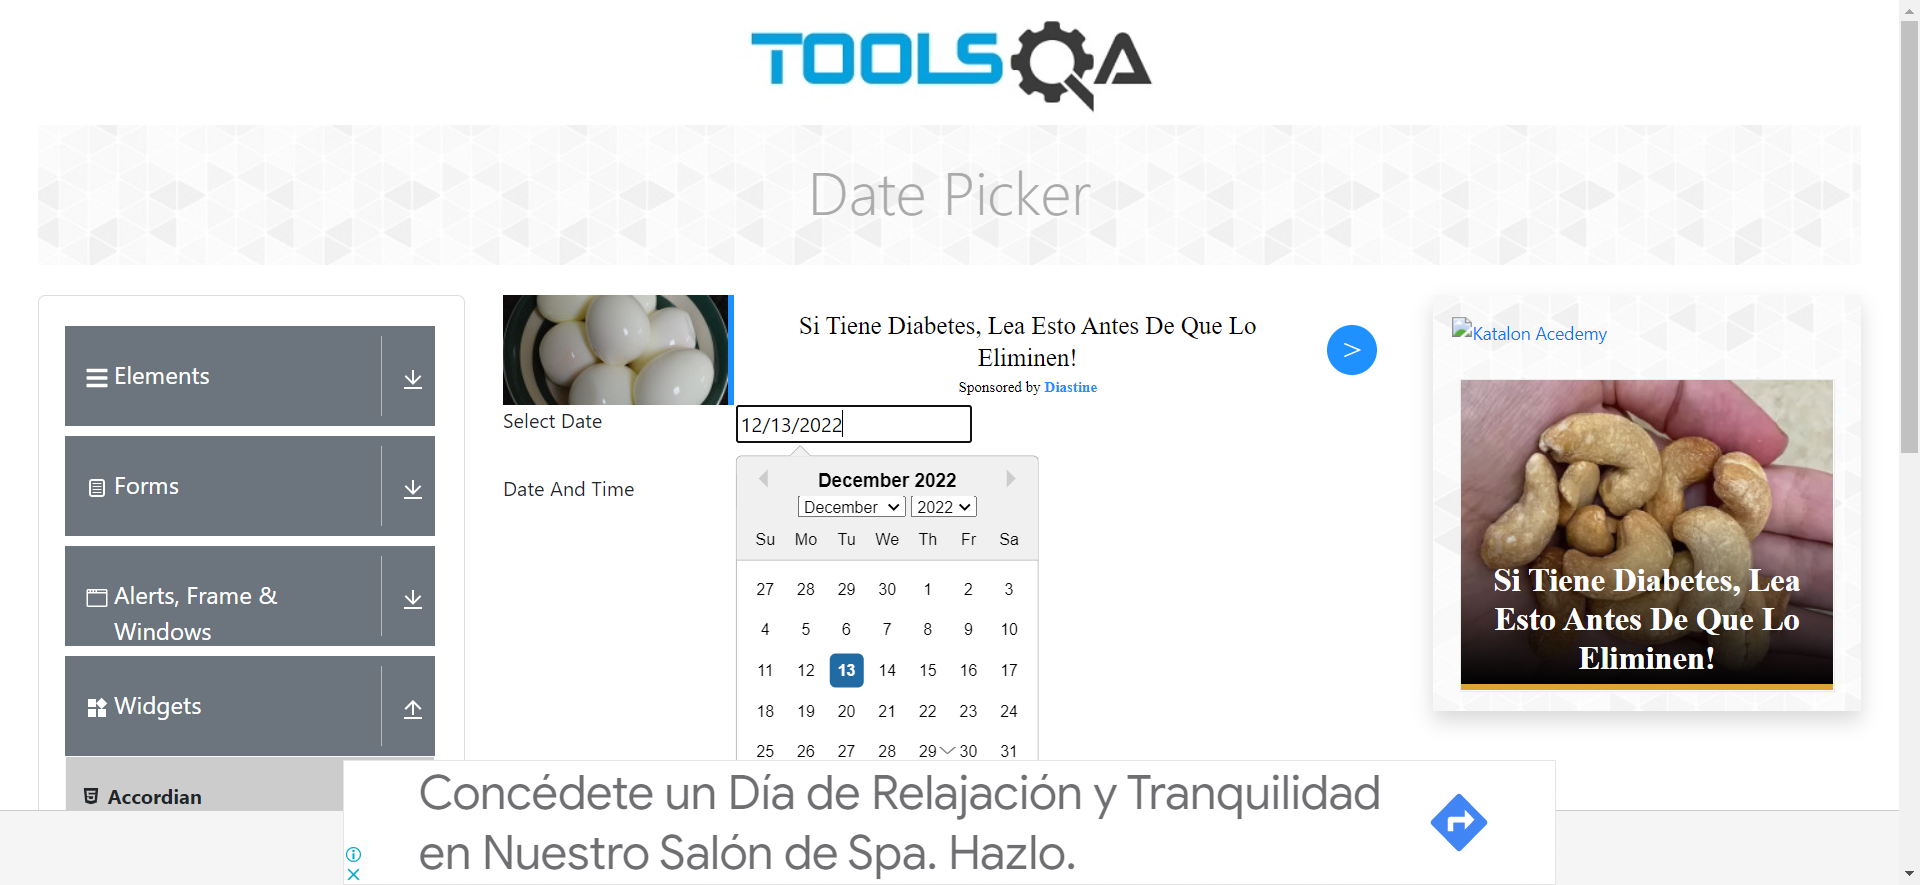 TOOLSQA
Date Picker
Elements
Forms
Alerts, Frame &
Windows
Widgets
Accordian
Si Tiene Diabetes, Lea Esto Antes De Que Lo
Eliminen!
Sponsored by Diastine
>
Select Date
12/13/2022
Date And Time
December 2022
December 2022
Su Mo Tu We Th Fr Sa
27 28 29 30 1 2 3
4 5 6 7 8 9 10
11 12 13 14 15 16 17
18 19 20 21 22 23 24
25 26 27 28 29 30 31
Katalon Acedemy
Si Tiene Diabetes, Lea
Esto Antes De Que Lo
Eliminen!
Concédete un Día de Relajación y Tranquilidad
en Nuestro Salón de Spa. Hazlo.